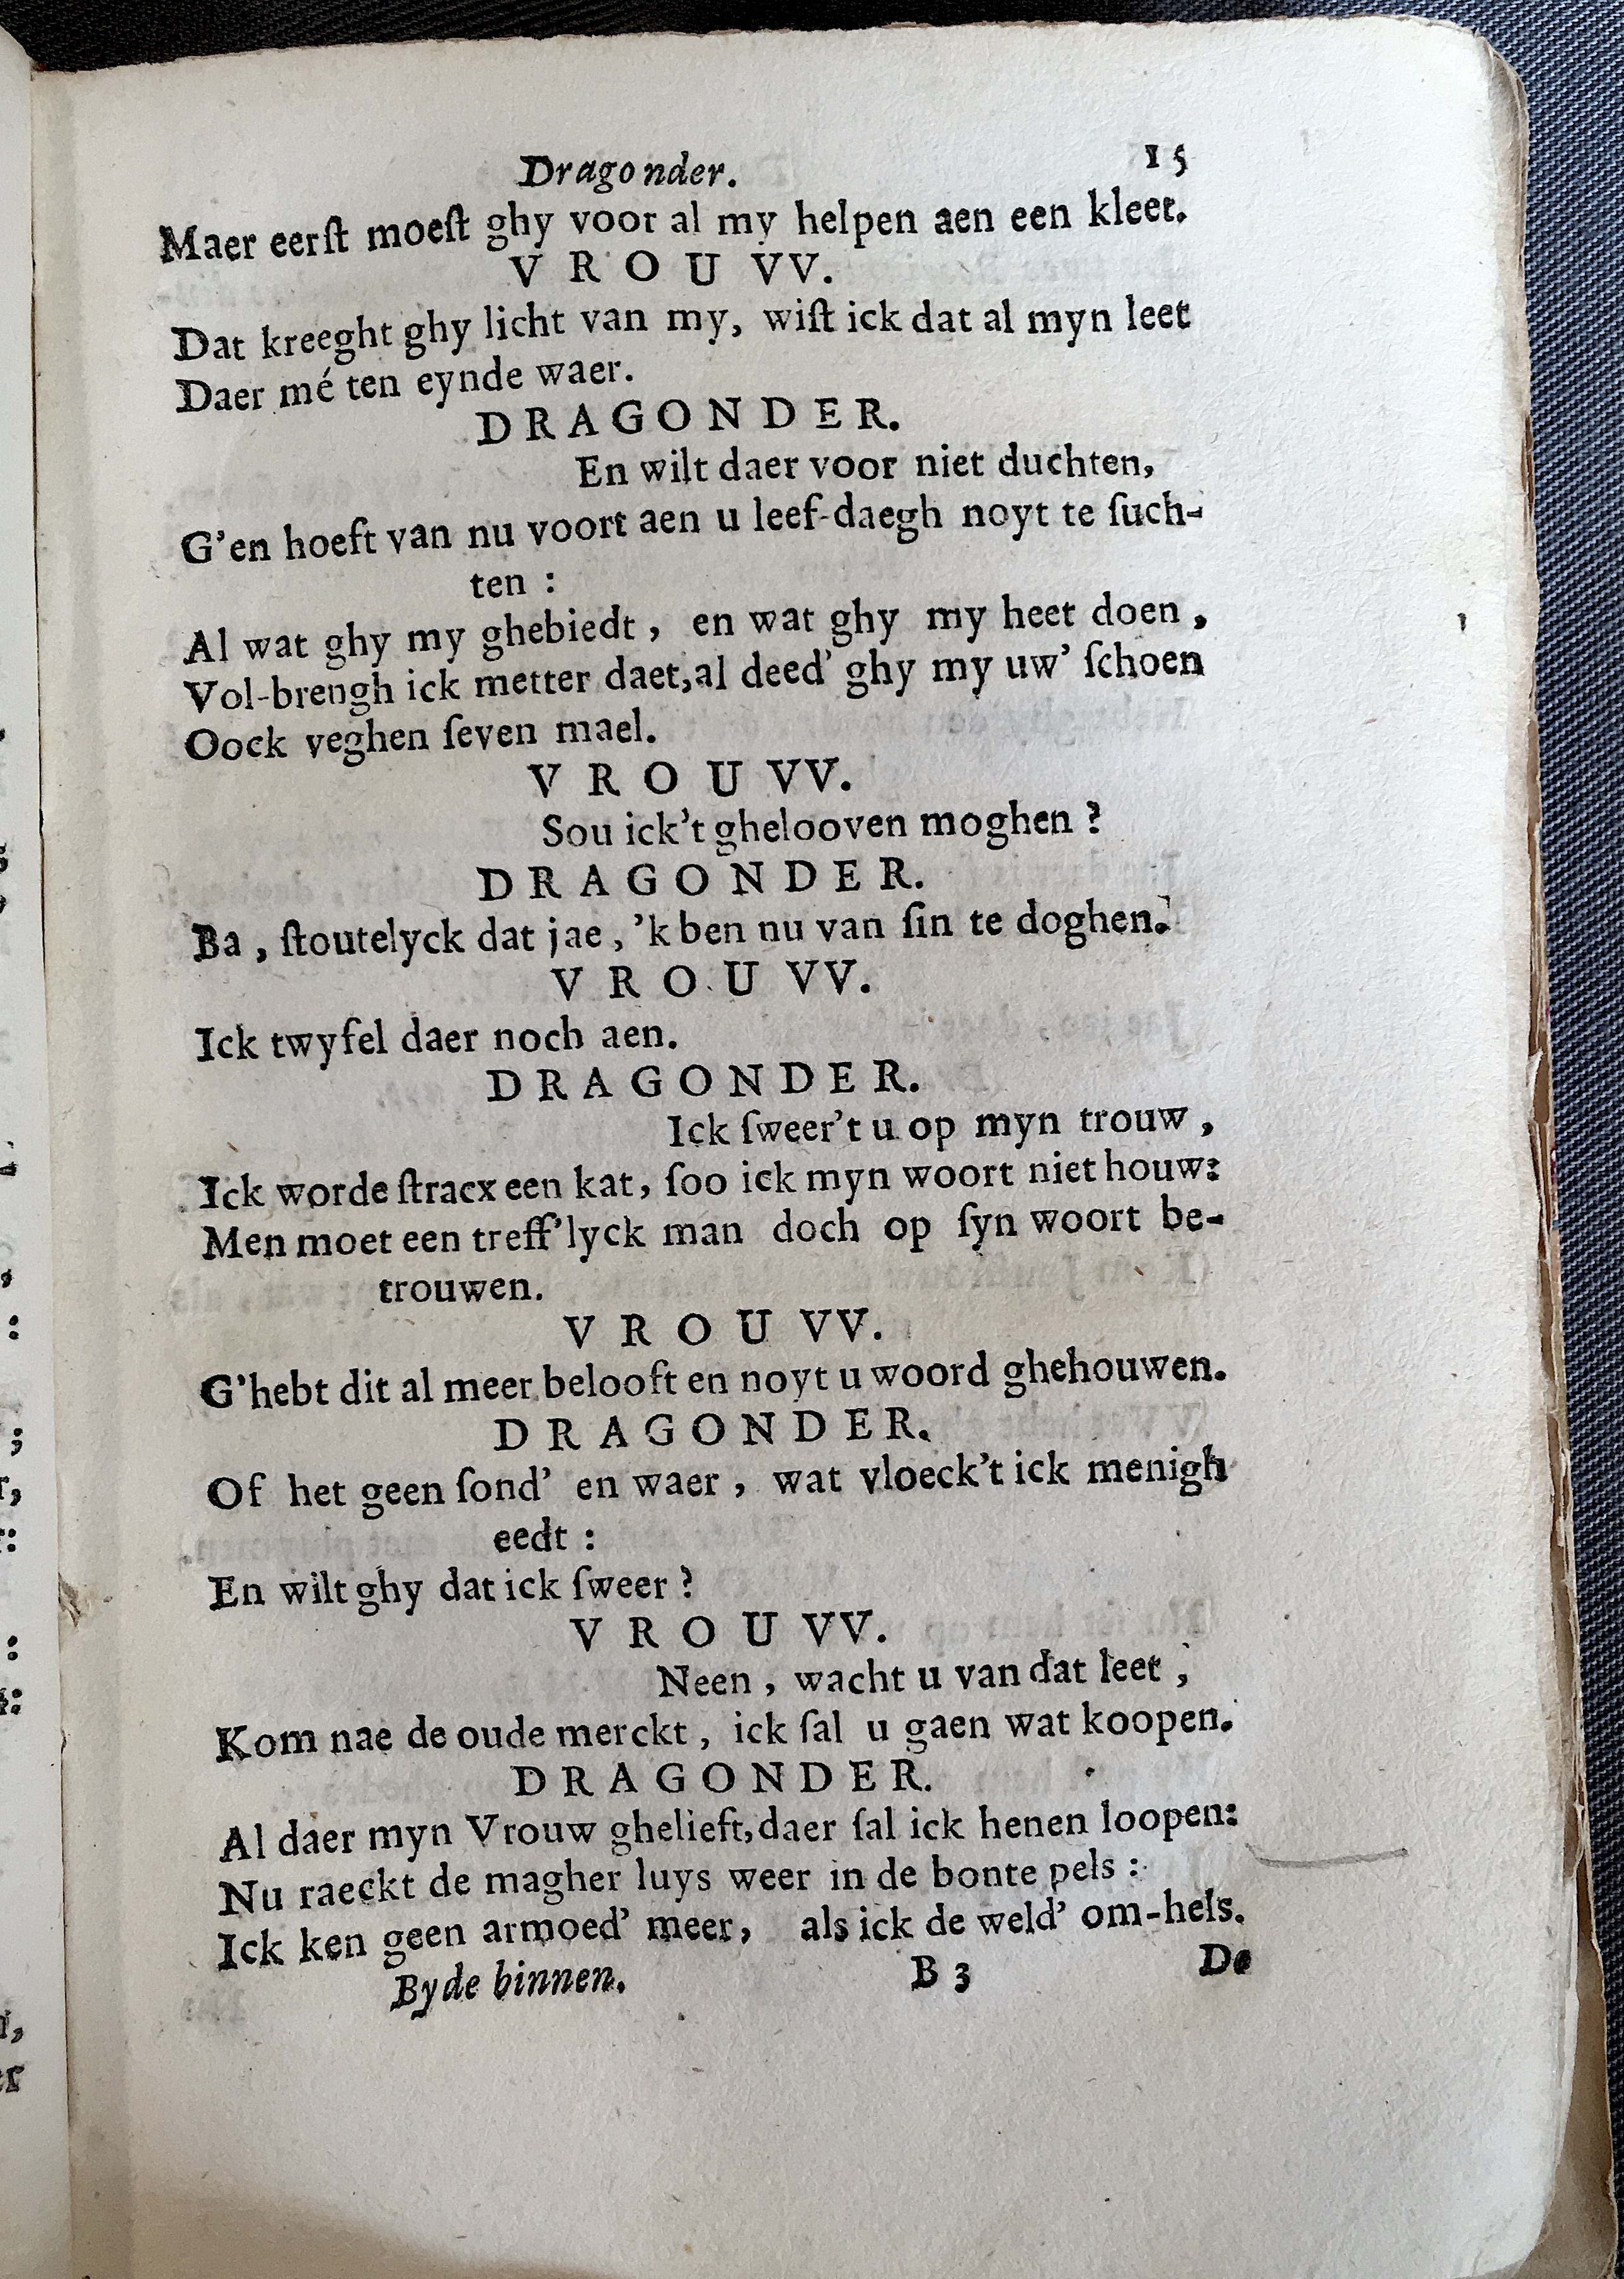 Dragonder. 15
Maer eerſt moeſt ghy voor al my helpen aen een kleet.
V R O U VV.
Dat kreeght ghy licht van my, wiſt ick dat al myn leet
Daer mé ten eynde waer.
D R A G O N D E R.
En wilt daer voor niet duchten,
G'en hoeft van nu voort aen u leef-daegh noyt te ſuch-
ten :
Al wat ghy my ghebiedt, en wat ghy my heet doen,
Vol-brengh ick metter daet, al deed' ghy my uw' ſchoen
Oock veghen ſeven mael.
V R O U VV.
Sou ick't ghelooven moghen ?
D R A G O N D E R.
Ba, ſtoutelyck dat jae, 'k ben nu van ſin te doghen.
V R O U VV.
Ick twyfel daer noch aen.
D R A G O N D E R.
Ick ſweer't u op myn trouw,
Ick worde ſtracx een kat, ſoo ick myn woort niet houw:
Men moet een treff'lyck man doch op ſyn woort be-
trouwen.
V R O U VV.
G'hebt dit al meer belooft en noyt u woord ghehouwen.
D R A G O N D E R.
Of het geen ſond' en waer, wat vloeck't ick menigh
eedt :
En wilt ghy dat ick ſweer ?
V R O U VV.
Neen, wacht u van dat leet,
Kom nae de oude merckt, ick ſal u gaen wat koopen.
D R A G O N D E R.
Al daer myn Vrouw ghelieft, daer ſal ick henen loopen:
Nu raeckt de magher luys weer in de bonte pels :
Ick ken geen armoed' meer, als ick de weld' om-hels.
Byde binnen. B 3 De